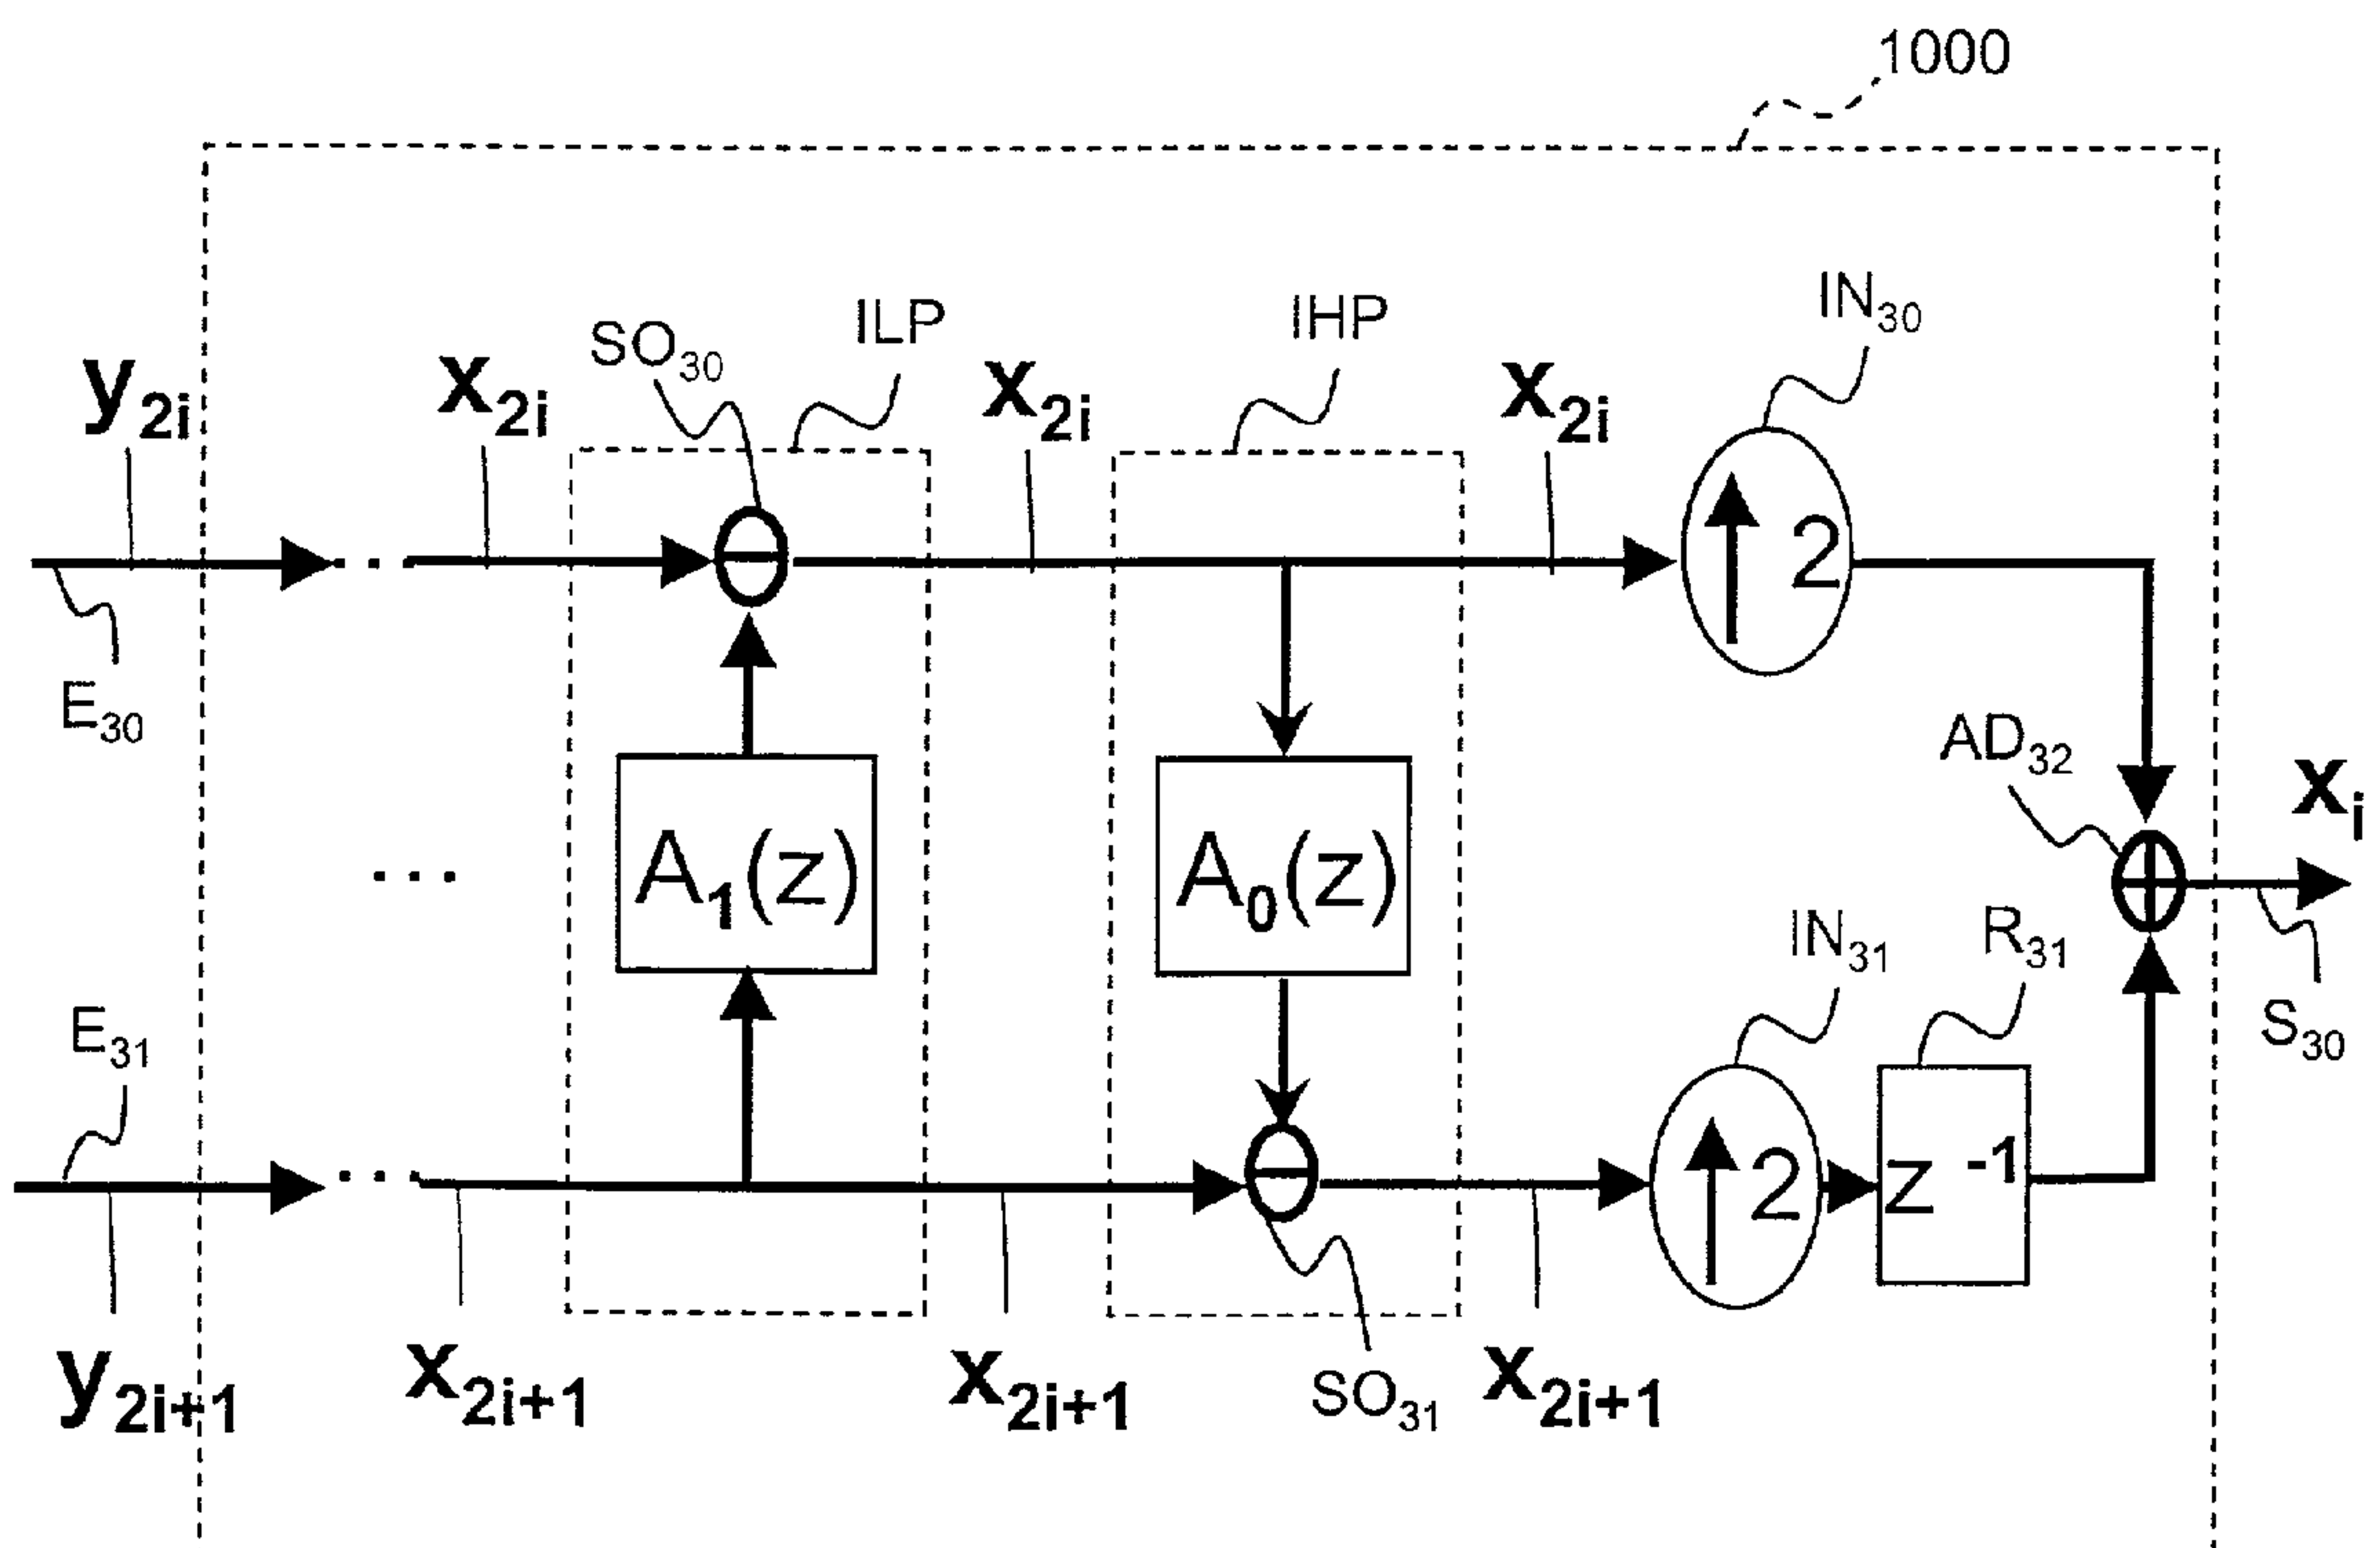 1000
IN30
SO30
ILP
IHP
y2i
x2i
x2i
x2i
2
E30
AD32
xi
A1(z)
A0(z)
...
IN31
R31
E31
S30
2
z-1
y2i+1
x2i+1
x2i+1
SO31
x2i+1